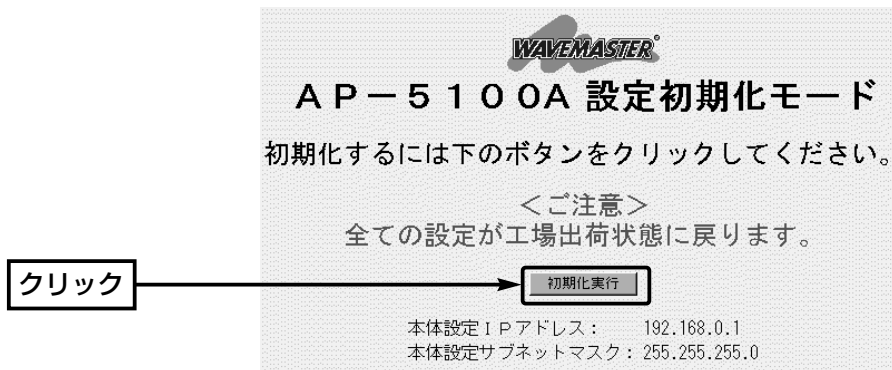 WAVEMASTER
ＡＰ－５１００A 設定初期化モード
初期化するには下のボタンをクリックしてください。
＜ご注意＞
全ての設定が工場出荷状態に戻ります。
クリック
初期化実行
本体設定ＩＰアドレス： 192.168.0.1
本体設定サブネットマスク：255.255.255.0